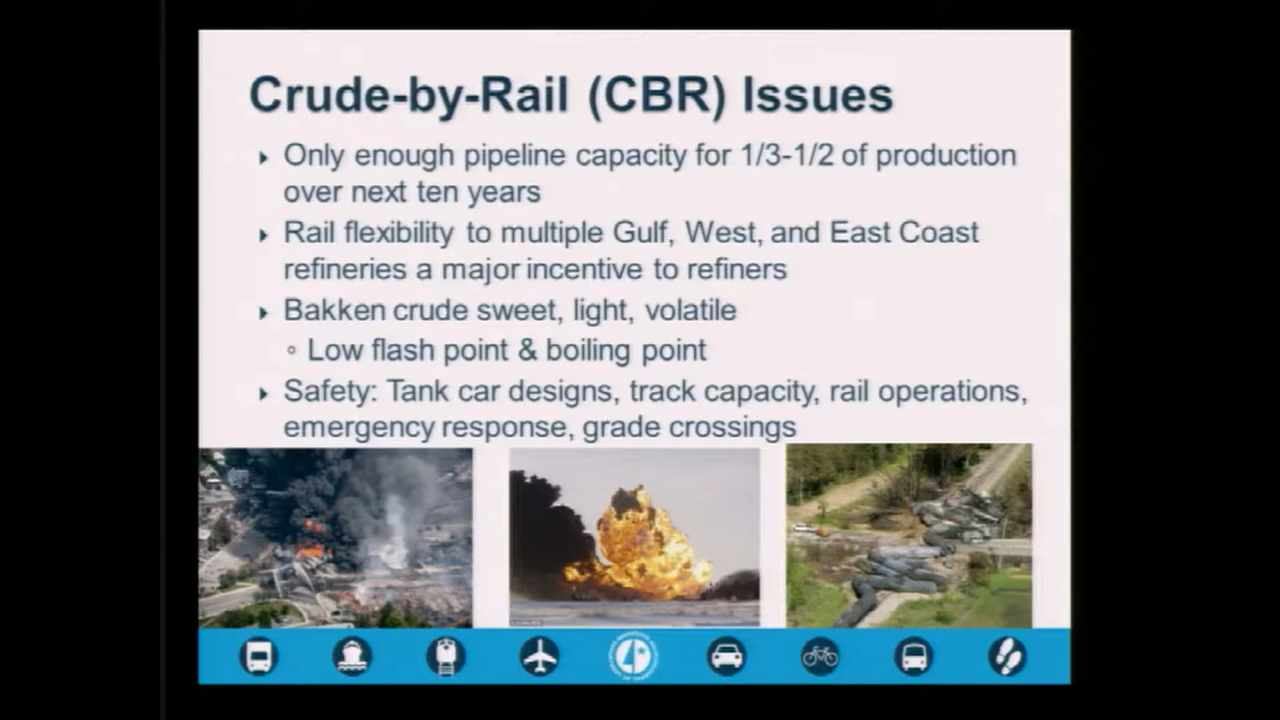 Crude-by-Rail (CBR) Issues
Only enough pipeline capacity for 1/3-1/2 of production
over next ten years
Rail flexibility to multiple Gulf, West, and East Coast
refineries a major incentive to refiners
Bakken crude sweet, light, volatile
Low flash point & boiling point
Safety: Tank car designs, track capacity, rail operations,
emergency response, grade crossings